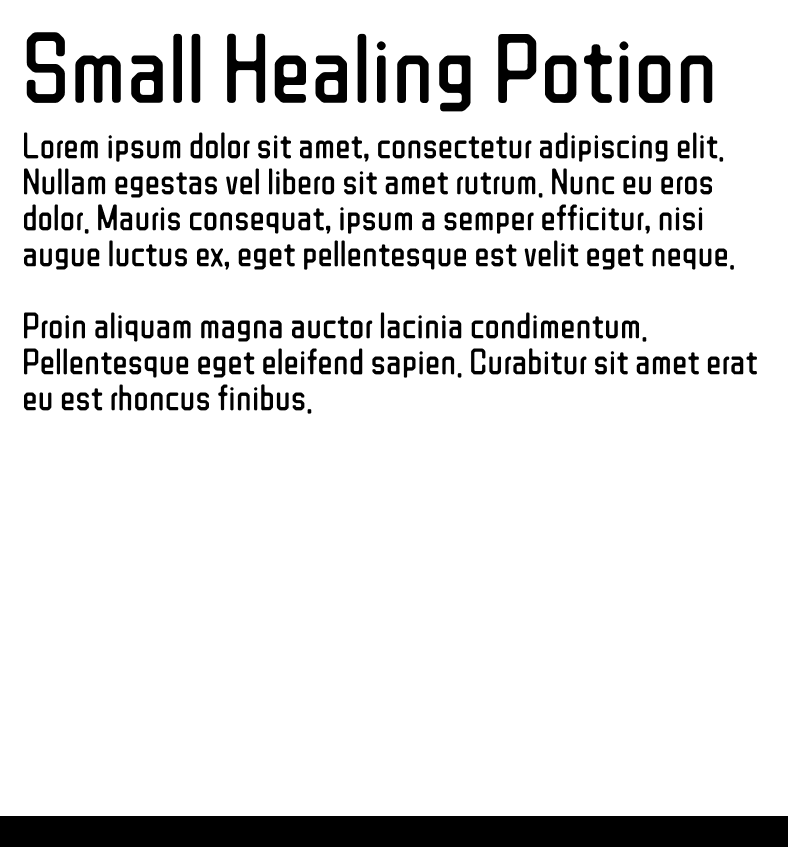 Small Healing Potion
Lorem ipsum dolor sit amet, consectetur adipiscing elit.
Nullam egestas vel libero sit amet rutrum. Nunc eu eros
dolor. Mauris consequat, ipsum a semper efficitur, nisi
augue luctus ex, eget pellentesque est velit eget neque.
Proin aliquam magna auctor lacinia condimentum.
Pellentesque eget eleifend sapien. Curabitur sit amet erat
eu est rhoncus finibus.